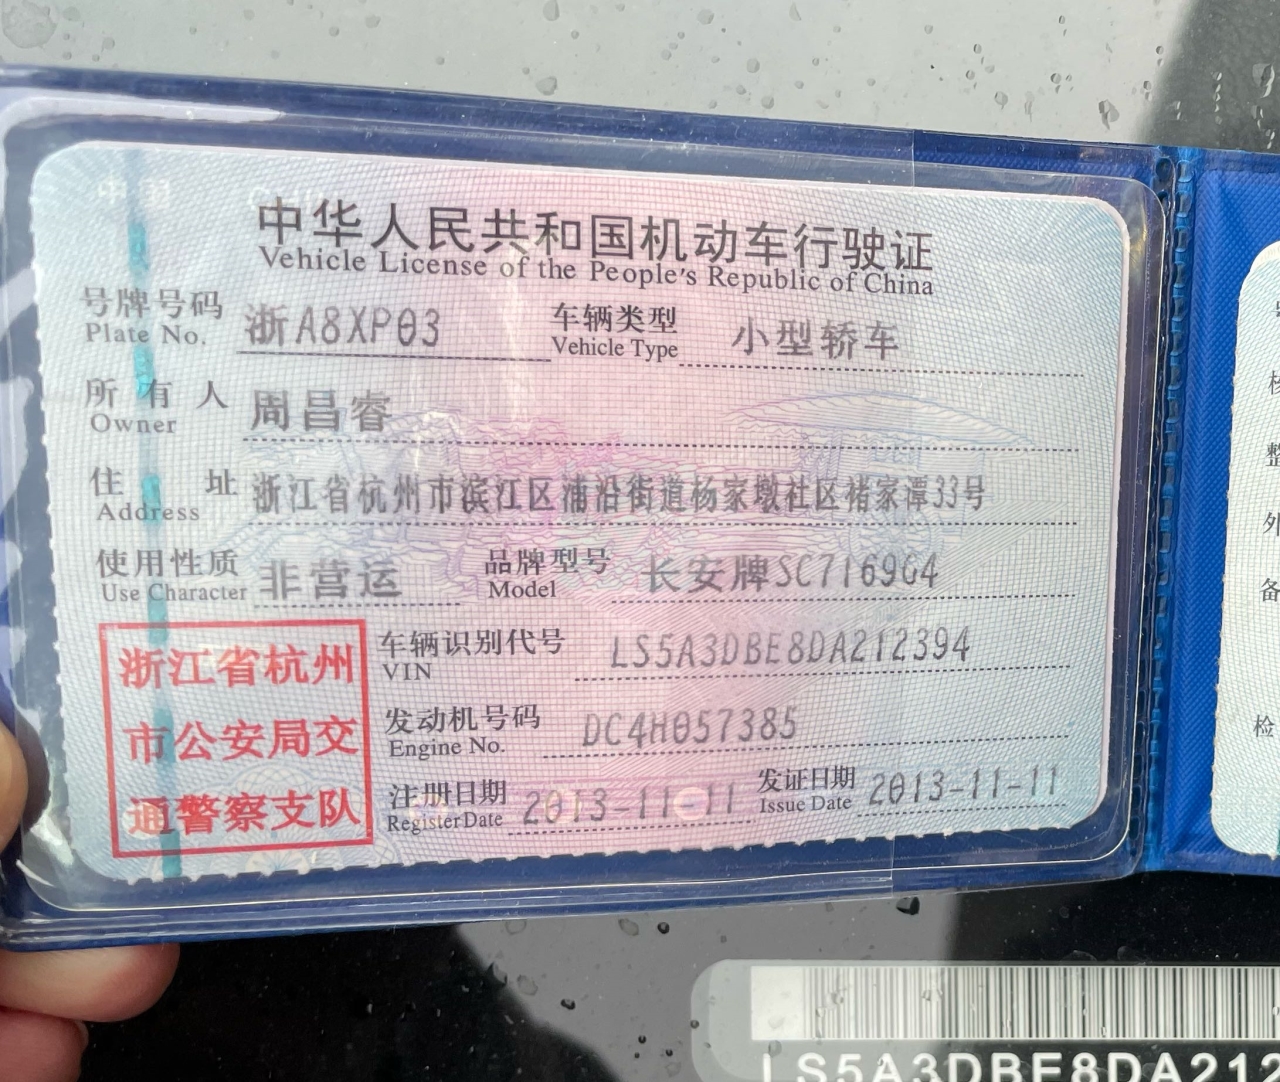 中华人民共和国机动车行驶证
Vehicle License of the People's Republic of China
号牌号码 浙A8XP03 车辆类型 小型轿车
Plate No. Vehicle Type
所有人 周昌睿
Owner
住址 浙江省杭州市滨江区浦沿街道杨家墩社区褚家潭33号
Address
使用性质 非营运 品牌型号 长安牌SC7169G4
Use Character Model
车辆识别代号 LS5A3DBE8DA212394
VIN
发动机号码 DC4H057385
Engine No.
注册日期 2013-11-11 发证日期 2013-11-11
Register Date Issue Date
浙江省杭州
市公安局交
通警察支队
整
外
备
检
LS5A3DBE8DA212